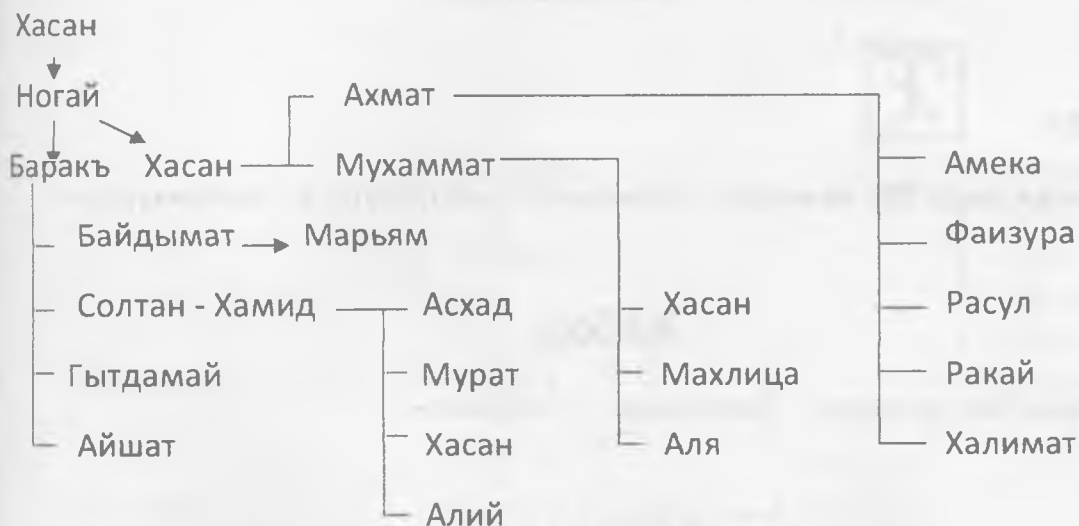 Хасан
Ногай Ахмат
Баракъ Хасан Мухаммат Амека
Байдымат Марьям Фаизура
Солтан - Хамид Асхад Хасан Расул
Гытдамай Мурат Махлица Ракай
Айшат Хасан Аля Халимат
Алий